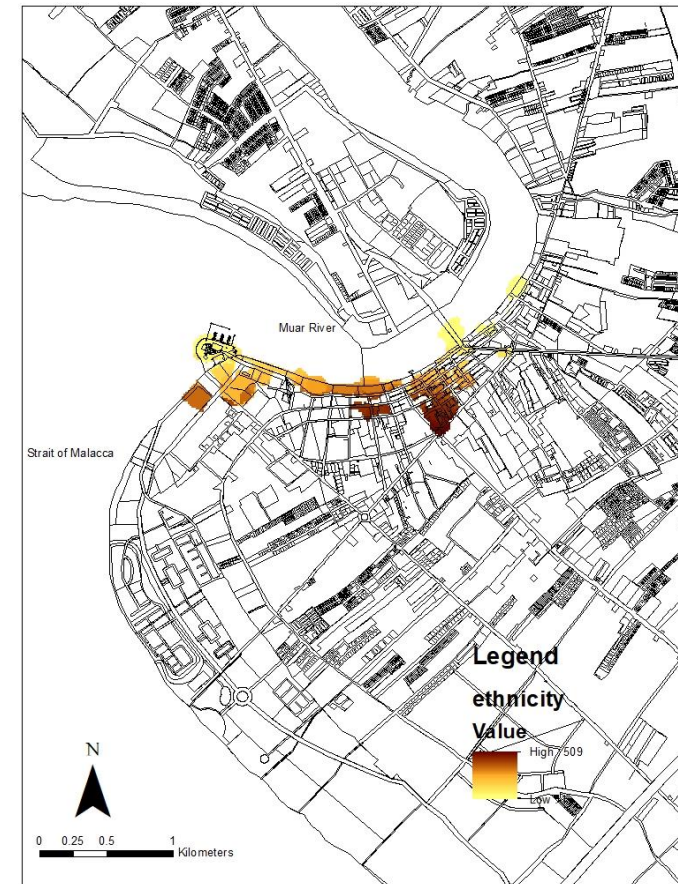 Muar River
Strait of Malacca
Legend
ethnicity
Value
High : 509
Low
N
0 0.25 0.5 1
Kilometers